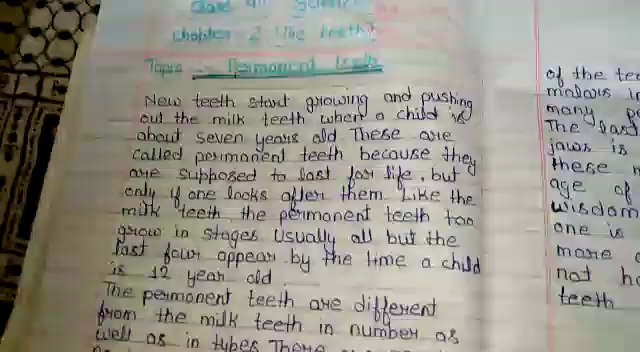 Class
Chapter 2 The teeth
Topic - Permanent teeth
New teeth start growing and pushing
out the milk teeth when a child is
about seven years old These are
called permanent teeth because they
are supposed to last for life, but
only if one looks after them. Like the
milk teeth the permanent teeth too
grow in stages Usually all but the
last four appear by the time a child
is 12 year old
The permanent teeth are different
from the milk teeth in number as
well as in types There
of the tee
molars in
many pe
The last
jaws is
these m
age of
wisdom
one is
more a
not ha
teeth